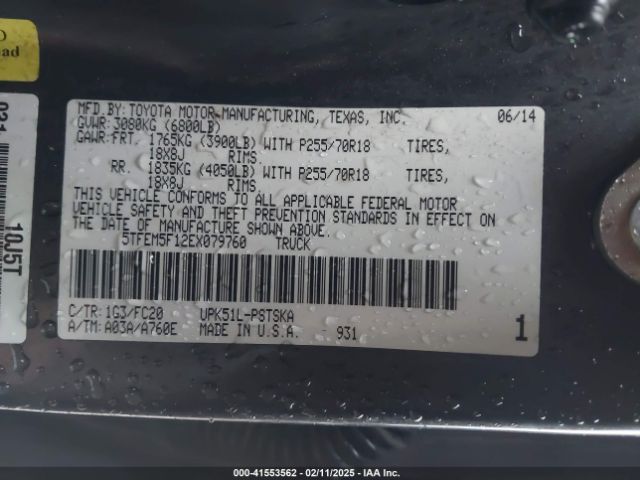 ad
1QJ5T
MFD.BY:TOYOTA MOTOR MANUFACTURING, TEXAS, INC. 06/14
GVWR:3080KG (6800LB)
GAWR:FRT. 1765KG (3900LB) WITH P255/70R18 TIRES,
18X8J RIMS.
RR. 1835KG (4050LB) WITH P255/70R18 TIRES,
18X8J RIMS.
THIS VEHICLE CONFORMS TO ALL APPLICABLE FEDERAL MOTOR
VEHICLE SAFETY AND THEFT PREVENTION STANDARDS IN EFFECT ON
THE DATE OF MANUFACTURE SHOWN ABOVE.
5TFEM5F12EX079760 TRUCK
C/TR:1G3/FC20 UPK51L-PSTSKA
A/TM:A03A/A760E MADE IN U.S.A. 931
1
000-41553562 - 02/11/2025 - IAA Inc.